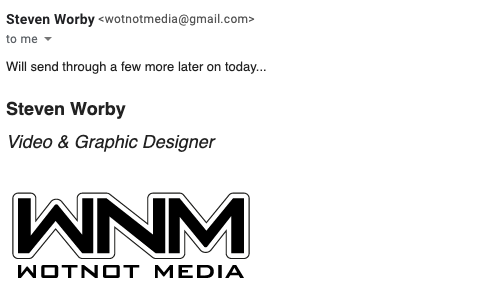 Steven Worby <wotnotmedia@gmail.com>
to me
Will send through a few more later on today...
Steven Worby
Video & Graphic Designer
WNM
WOTNOT MEDIA